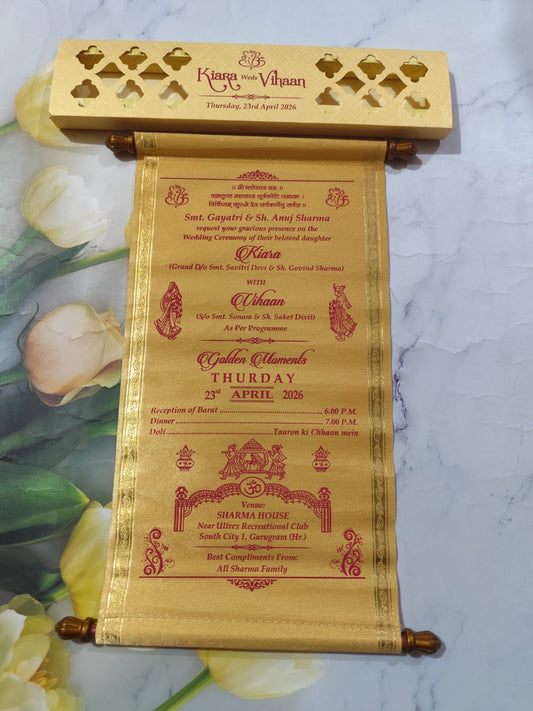 Kiara Weds Vihaan
Thursday, 23rd April 2026
॥ श्री गणेशाय नमः ॥
Smt. Gayatri & Sh. Anuj Sharma
request your gracious presence on the
Wedding Ceremony of their beloved daughter
Kiara
(Grand D/o Smt. Savitri Devi & Sh. Govind Sharma)
WITH
Vihaan
(S/o Smt. Sonam & Sh. Saket Dixit)
As Per Programme
Golden Moments
THURDAY
23rd APRIL 2026
Reception of Barat ........................................ 6.00 P.M.
Dinner ........................................ 7.00 P.M.
Doli ........................................ Taaron ki Chhaon mein
ॐ
Venue:
SHARMA HOUSE
Near Ultrex Recreational Club
South City 1, Gurugram (Hr.)
Best Compliments From:
All Sharma Family